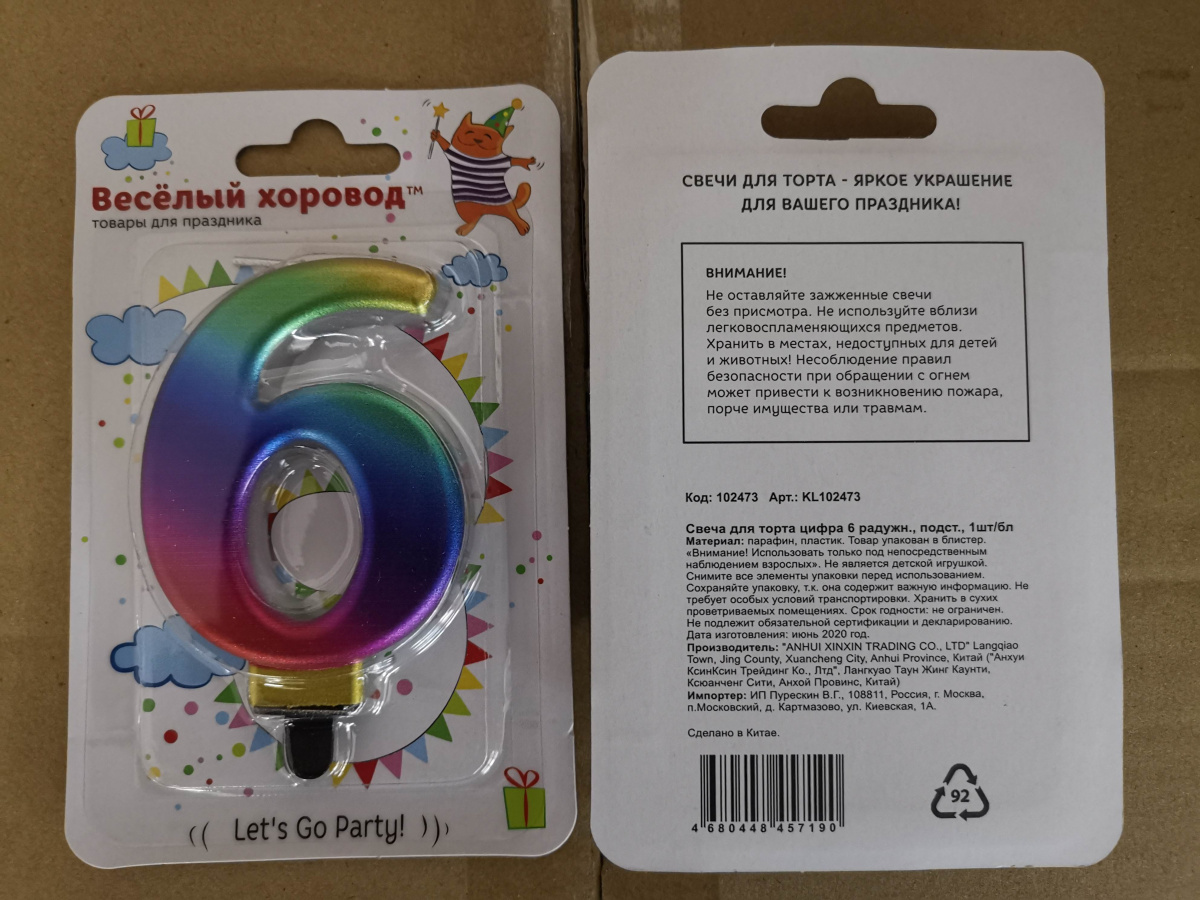 Весёлый хоровод™
товары для праздника
6
Let's Go Party!
СВЕЧИ ДЛЯ ТОРТА - ЯРКОЕ УКРАШЕНИЕ
ДЛЯ ВАШЕГО ПРАЗДНИКА!
ВНИМАНИЕ!
Не оставляйте зажженные свечи
без присмотра. Не используйте вблизи
легковоспламеняющихся предметов.
Хранить в местах, недоступных для детей
и животных! Несоблюдение правил
безопасности при обращении с огнем
может привести к возникновению пожара,
порче имущества или травмам.
Код: 102473 Арт.: KL102473
Свеча для торта цифра 6 радужн., подст., 1шт/бл
Материал: парафин, пластик. Товар упакован в блистер.
«Внимание! Использовать только под непосредственным
наблюдением взрослых». Не является детской игрушкой.
Снимите все элементы упаковки перед использованием.
Сохраняйте упаковку, т.к. она содержит важную информацию. Не
требует особых условий транспортировки. Хранить в сухих
проветриваемых помещениях. Срок годности: не ограничен.
Не подлежит обязательной сертификации и декларированию.
Дата изготовления: июнь 2020 год.
Производитель: "ANHUI XINXIN TRADING CO., LTD" Langqiao
Town, Jing County, Xuancheng City, Anhui Province, Китай ("Анхуи
КсинКсин Трейдинг Ко., Лтд", Лангкуао Таун Жинг Каунти,
Ксюанченг Сити, Анхой Провинс, Китай)
Импортер: ИП Пурескин В.Г., 108811, Россия, г. Москва,
п.Московский, д. Картмазово, ул. Киевская, 1А.
Сделано в Китае.
4 680448 457190
92